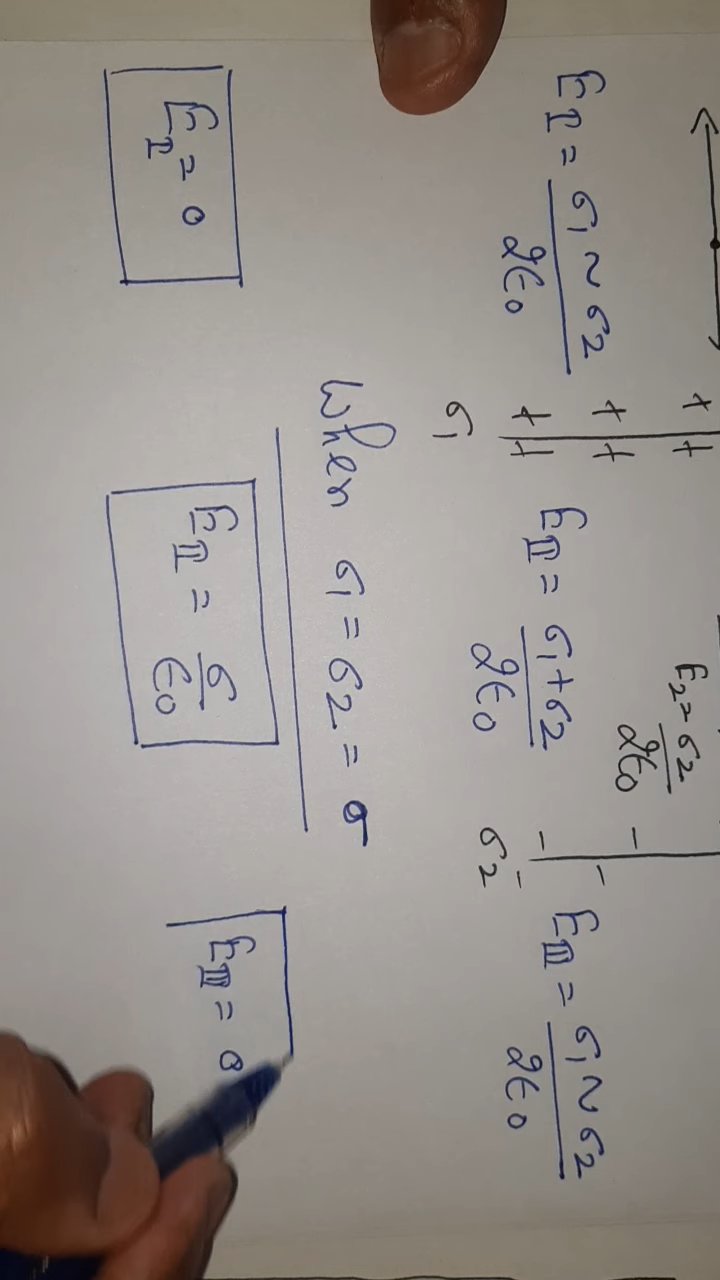 + +
+ +
+ +
E₂ = σ₂/2ϵ₀
−
−
−
−
E_I = σ₁ ~ σ₂/2ϵ₀
E_II = σ₁+σ₂/2ϵ₀
E_III = σ₁ ~ σ₂/2ϵ₀
σ₁
σ₂
When σ₁ = σ₂ = σ
E_I = 0
E_II = σ/ϵ₀
E_III = 0